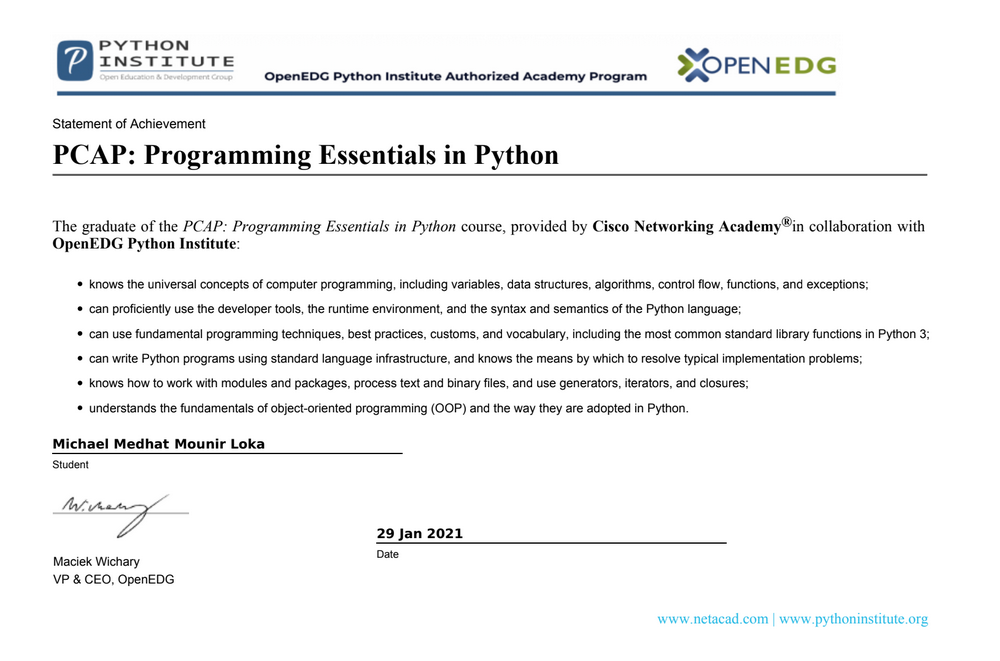 PYTHON
INSTITUTE
Open Education & Development Group
OpenEDG Python Institute Authorized Academy Program
OPENEDG
Statement of Achievement
PCAP: Programming Essentials in Python
The graduate of the PCAP: Programming Essentials in Python course, provided by Cisco Networking Academy®in collaboration with
OpenEDG Python Institute:
• knows the universal concepts of computer programming, including variables, data structures, algorithms, control flow, functions, and exceptions;
• can proficiently use the developer tools, the runtime environment, and the syntax and semantics of the Python language;
• can use fundamental programming techniques, best practices, customs, and vocabulary, including the most common standard library functions in Python 3;
• can write Python programs using standard language infrastructure, and knows the means by which to resolve typical implementation problems;
• knows how to work with modules and packages, process text and binary files, and use generators, iterators, and closures;
• understands the fundamentals of object-oriented programming (OOP) and the way they are adopted in Python.
Michael Medhat Mounir Loka
Student
W. Wichary
29 Jan 2021
Date
Maciek Wichary
VP & CEO, OpenEDG
www.netacad.com | www.pythoninstitute.org